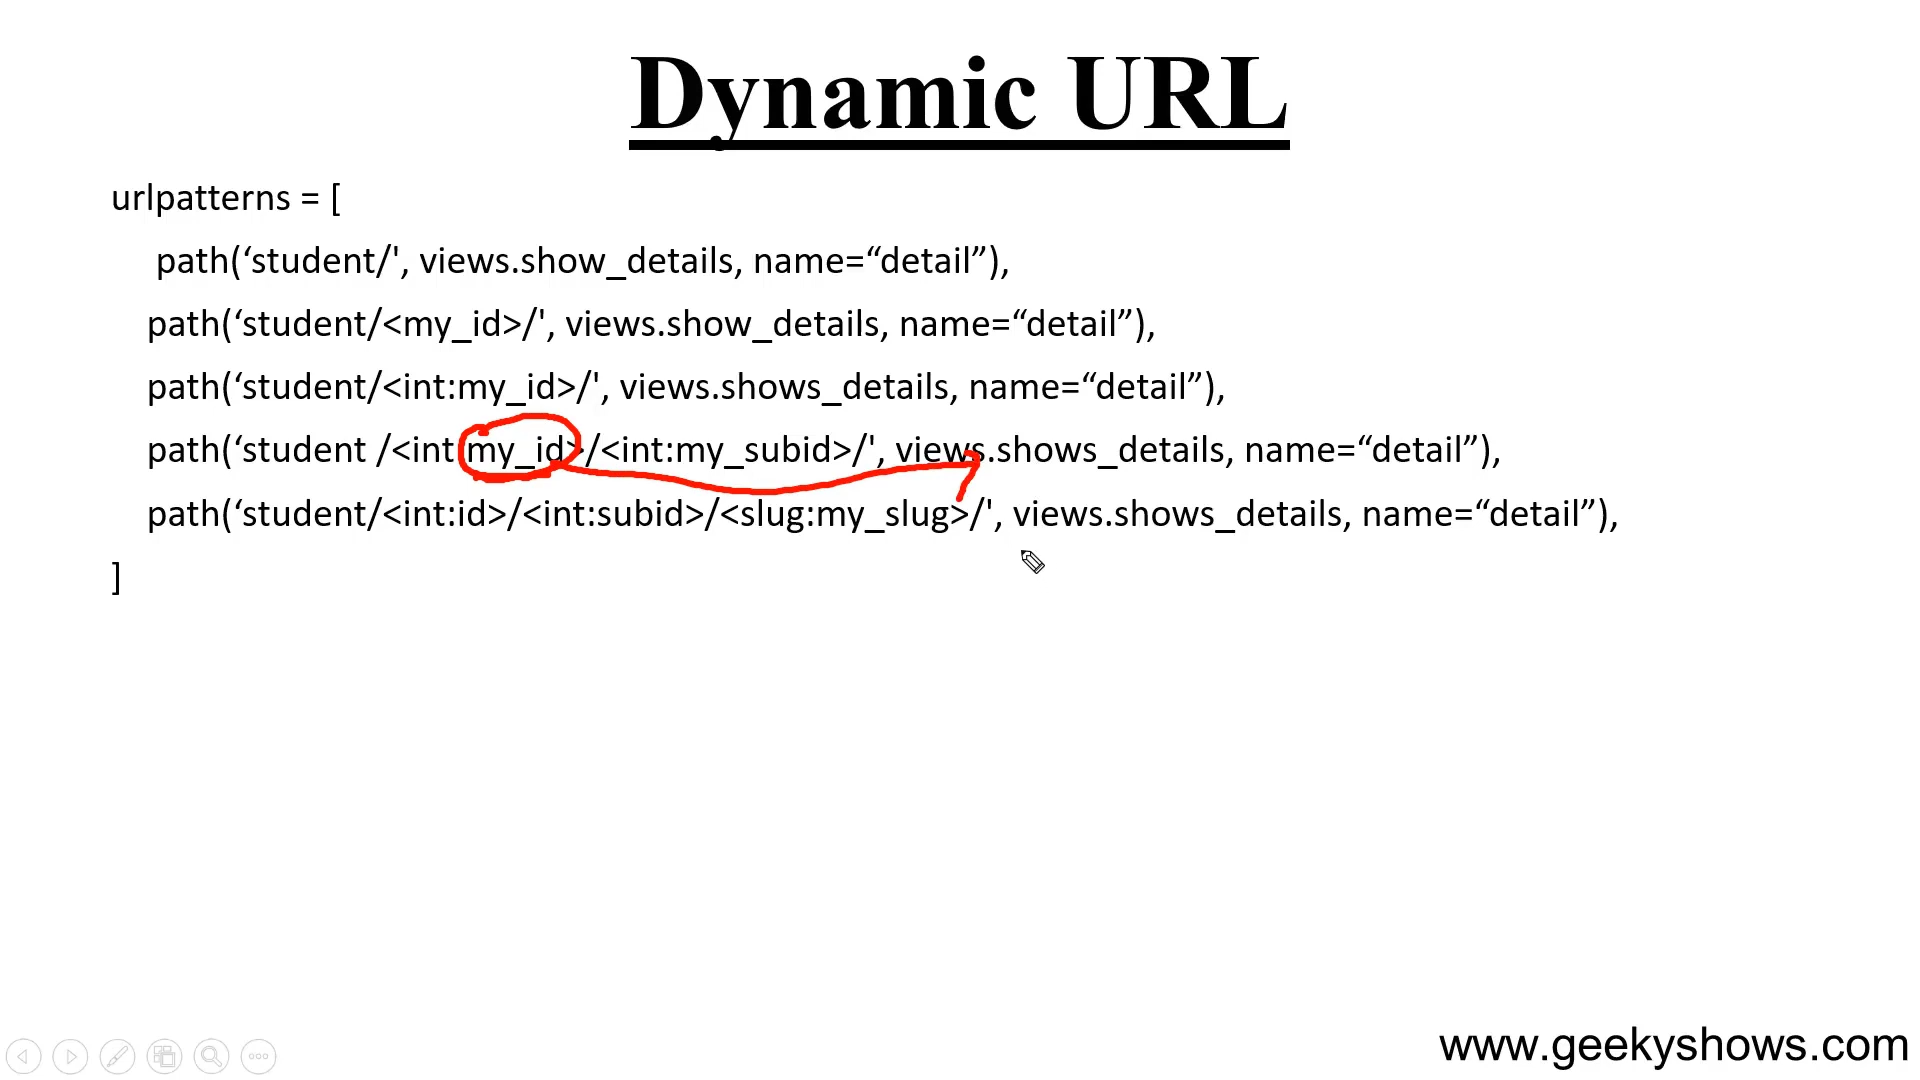 Dynamic URL
urlpatterns = [
path(‘student/', views.show_details, name=“detail”),
path(‘student/<my_id>/', views.show_details, name=“detail”),
path(‘student/<int:my_id>/', views.shows_details, name=“detail”),
path(‘student /<int my_id>/<int:my_subid>/', views.shows_details, name=“detail”),
path(‘student/<int:id>/<int:subid>/<slug:my_slug>/', views.shows_details, name=“detail”),
]
www.geekyshows.com